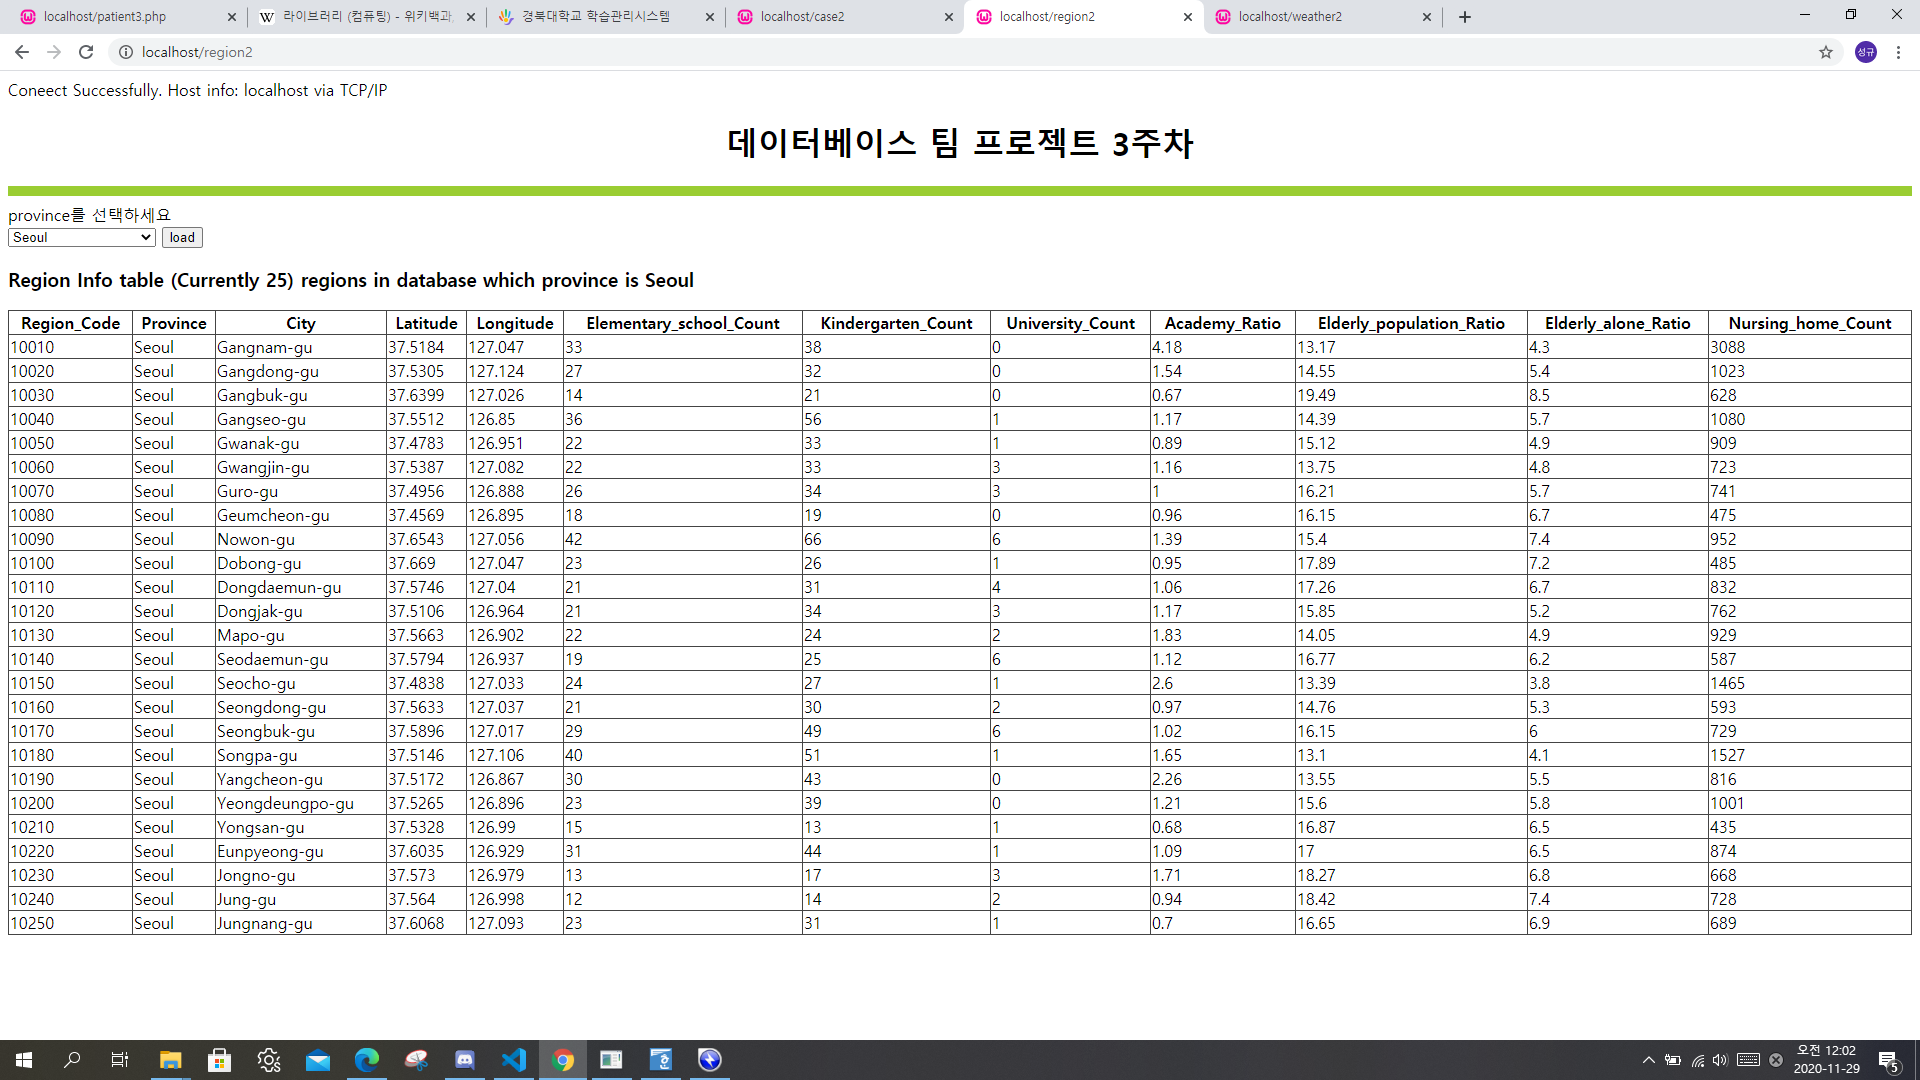 localhost/patient3.php
라이브러리 (컴퓨팅) - 위키백과,
경북대학교 학습관리시스템
localhost/case2
localhost/region2
localhost/weather2
localhost/region2
성규
Coneect Successfully. Host info: localhost via TCP/IP
데이터베이스 팀 프로젝트 3주차
province를 선택하세요
Seoul load
Region Info table (Currently 25) regions in database which province is Seoul
Region_Code Province City Latitude Longitude Elementary_school_Count Kindergarten_Count University_Count Academy_Ratio Elderly_population_Ratio Elderly_alone_Ratio Nursing_home_Count
10010 Seoul Gangnam-gu 37.5184 127.047 33 38 0 4.18 13.17 4.3 3088
10020 Seoul Gangdong-gu 37.5305 127.124 27 32 0 1.54 14.55 5.4 1023
10030 Seoul Gangbuk-gu 37.6399 127.026 14 21 0 0.67 19.49 8.5 628
10040 Seoul Gangseo-gu 37.5512 126.85 36 56 1 1.17 14.39 5.7 1080
10050 Seoul Gwanak-gu 37.4783 126.951 22 33 1 0.89 15.12 4.9 909
10060 Seoul Gwangjin-gu 37.5387 127.082 22 33 3 1.16 13.75 4.8 723
10070 Seoul Guro-gu 37.4956 126.888 26 34 3 1 16.21 5.7 741
10080 Seoul Geumcheon-gu 37.4569 126.895 18 19 0 0.96 16.15 6.7 475
10090 Seoul Nowon-gu 37.6543 127.056 42 66 6 1.39 15.4 7.4 952
10100 Seoul Dobong-gu 37.669 127.047 23 26 1 0.95 17.89 7.2 485
10110 Seoul Dongdaemun-gu 37.5746 127.04 21 31 4 1.06 17.26 6.7 832
10120 Seoul Dongjak-gu 37.5106 126.964 21 34 3 1.17 15.85 5.2 762
10130 Seoul Mapo-gu 37.5663 126.902 22 24 2 1.83 14.05 4.9 929
10140 Seoul Seodaemun-gu 37.5794 126.937 19 25 6 1.12 16.77 6.2 587
10150 Seoul Seocho-gu 37.4838 127.033 24 27 1 2.6 13.39 3.8 1465
10160 Seoul Seongdong-gu 37.5633 127.037 21 30 2 0.97 14.76 5.3 593
10170 Seoul Seongbuk-gu 37.5896 127.017 29 49 6 1.02 16.15 6 729
10180 Seoul Songpa-gu 37.5146 127.106 40 51 1 1.65 13.1 4.1 1527
10190 Seoul Yangcheon-gu 37.5172 126.867 30 43 0 2.26 13.55 5.5 816
10200 Seoul Yeongdeungpo-gu 37.5265 126.896 23 39 0 1.21 15.6 5.8 1001
10210 Seoul Yongsan-gu 37.5328 126.99 15 13 1 0.68 16.87 6.5 435
10220 Seoul Eunpyeong-gu 37.6035 126.929 31 44 1 1.09 17 6.5 874
10230 Seoul Jongno-gu 37.573 126.979 13 17 3 1.71 18.27 6.8 668
10240 Seoul Jung-gu 37.564 126.998 12 14 2 0.94 18.42 7.4 728
10250 Seoul Jungnang-gu 37.6068 127.093 23 31 1 0.7 16.65 6.9 689
오전 12:02
2020-11-29
5